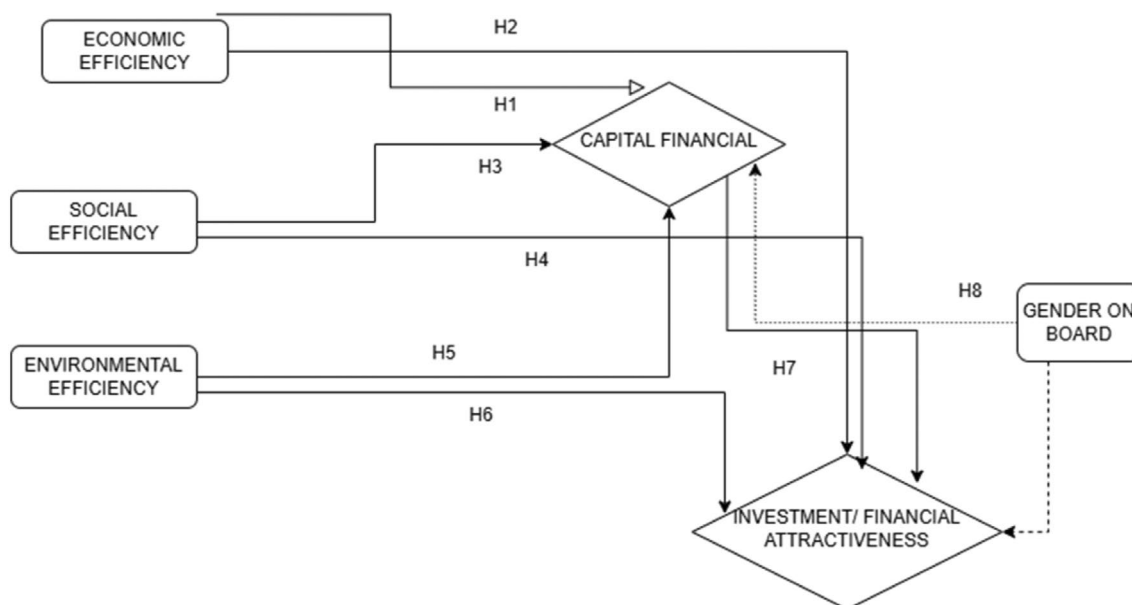 ECONOMIC
EFFICIENCY
H2
H1
CAPITAL FINANCIAL
H3
SOCIAL
EFFICIENCY
H4
H8
GENDER ON
BOARD
ENVIRONMENTAL
EFFICIENCY
H5
H7
H6
INVESTMENT/ FINANCIAL
ATTRACTIVENESS